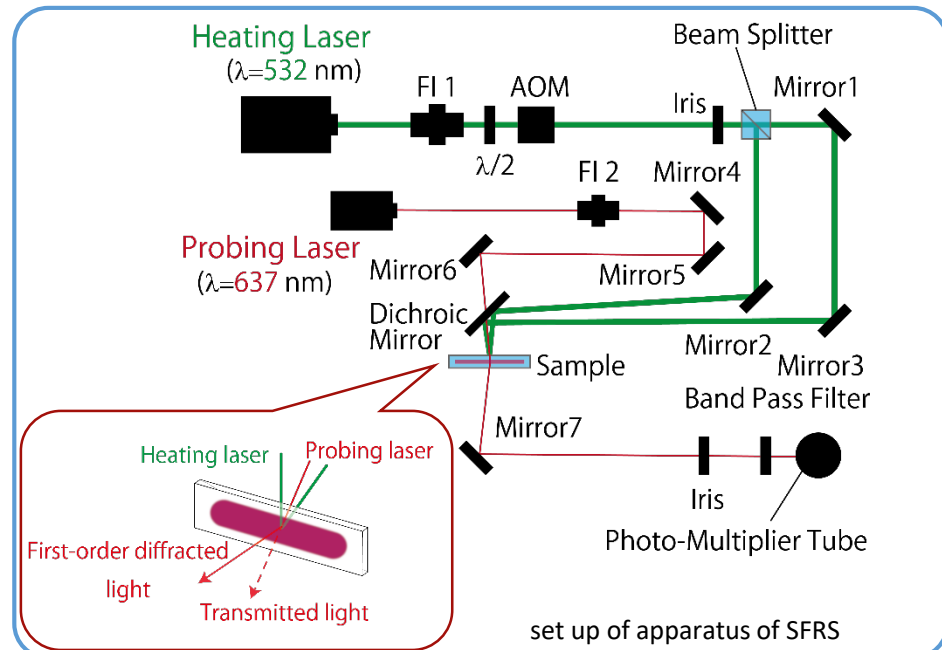 Heating Laser
(λ=532 nm)
FI 1
AOM
λ/2
Iris
Beam Splitter
Mirror1
FI 2
Mirror4
Probing Laser
(λ=637 nm)
Mirror6
Mirror5
Dichroic
Mirror
Mirror2
Mirror3
Sample
Band Pass Filter
Mirror7
Iris
Photo-Multiplier Tube
Heating laser
Probing laser
First-order diffracted
light
Transmitted light
set up of apparatus of SFRS